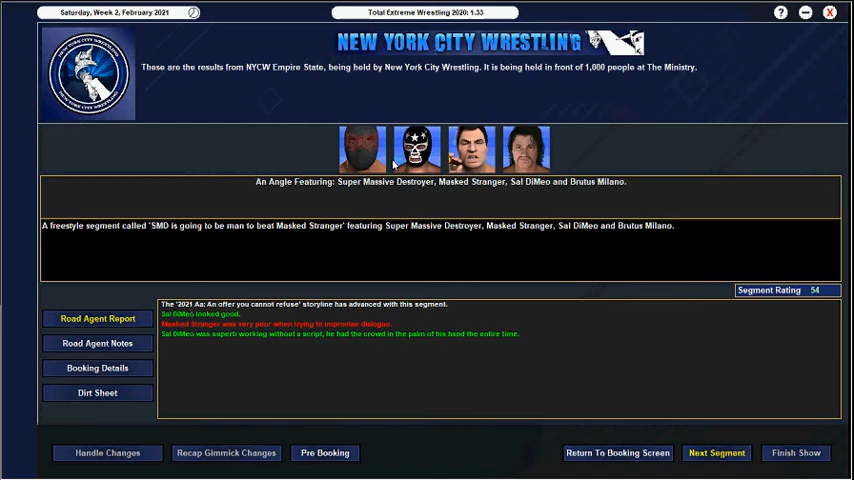 Saturday, Week 2, February 2021
Total Extreme Wrestling 2020: 1.33
? – X
NEW YORK CITY WRESTLING
These are the results from NYCW Empire State, being held by New York City Wrestling. It is being held in front of 1,000 people at The Ministry.
An Angle Featuring: Super Massive Destroyer, Masked Stranger, Sal DiMeo and Brutus Milano.
A freestyle segment called 'SMD is going to be man to beat Masked Stranger' featuring Super Massive Destroyer, Masked Stranger, Sal DiMeo and Brutus Milano.
Segment Rating 54
The '2021 Aa: An offer you cannot refuse' storyline has advanced with this segment.
Sal DiMeo looked good.
Masked Stranger was very poor when trying to improvise dialogue.
Sal DiMeo was superb working without a script, he had the crowd in the palm of his hand the entire time.
Road Agent Report
Road Agent Notes
Booking Details
Dirt Sheet
Handle Changes
Recap Gimmick Changes
Pre Booking
Return To Booking Screen
Next Segment
Finish Show